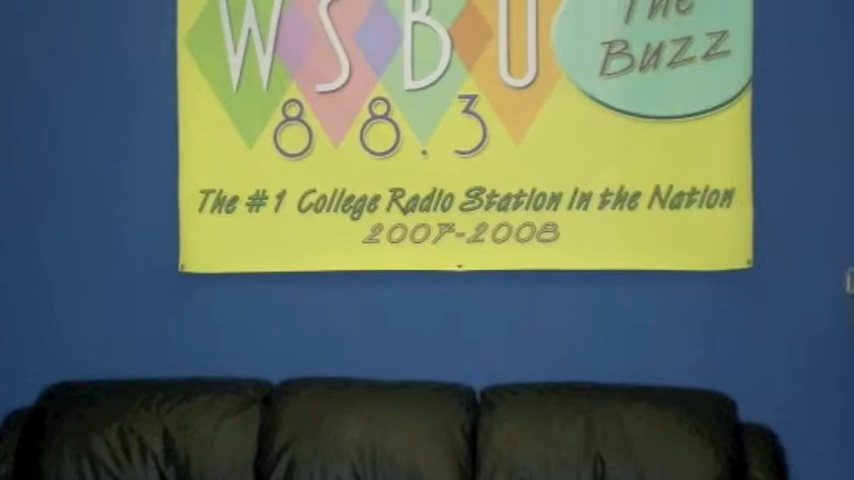 WSBU
The
Buzz
88.3
The #1 College Radio Station in the Nation
2007-2008